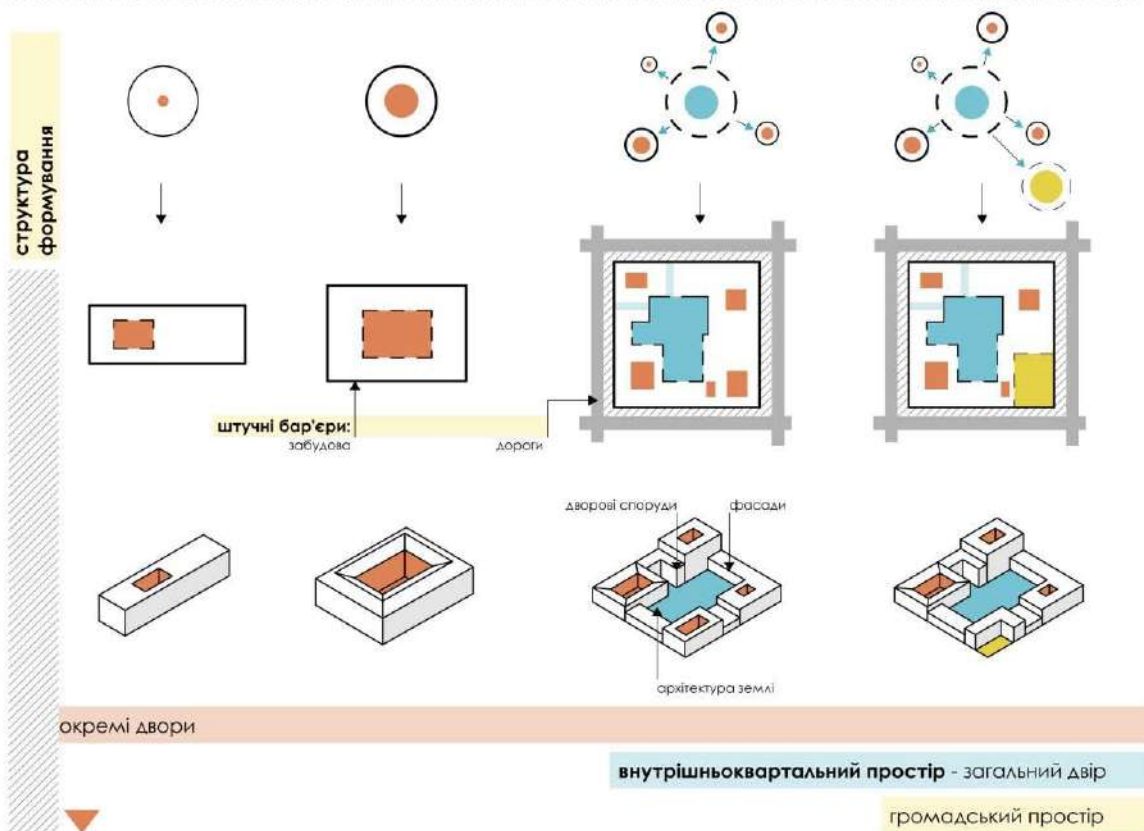 структура
формування
штучні бар'єри:
забудова
дороги
дворові споруди
фасади
архітектура землі
окремі двори
внутрішньоквартальний простір - загальний двір
громадський простір